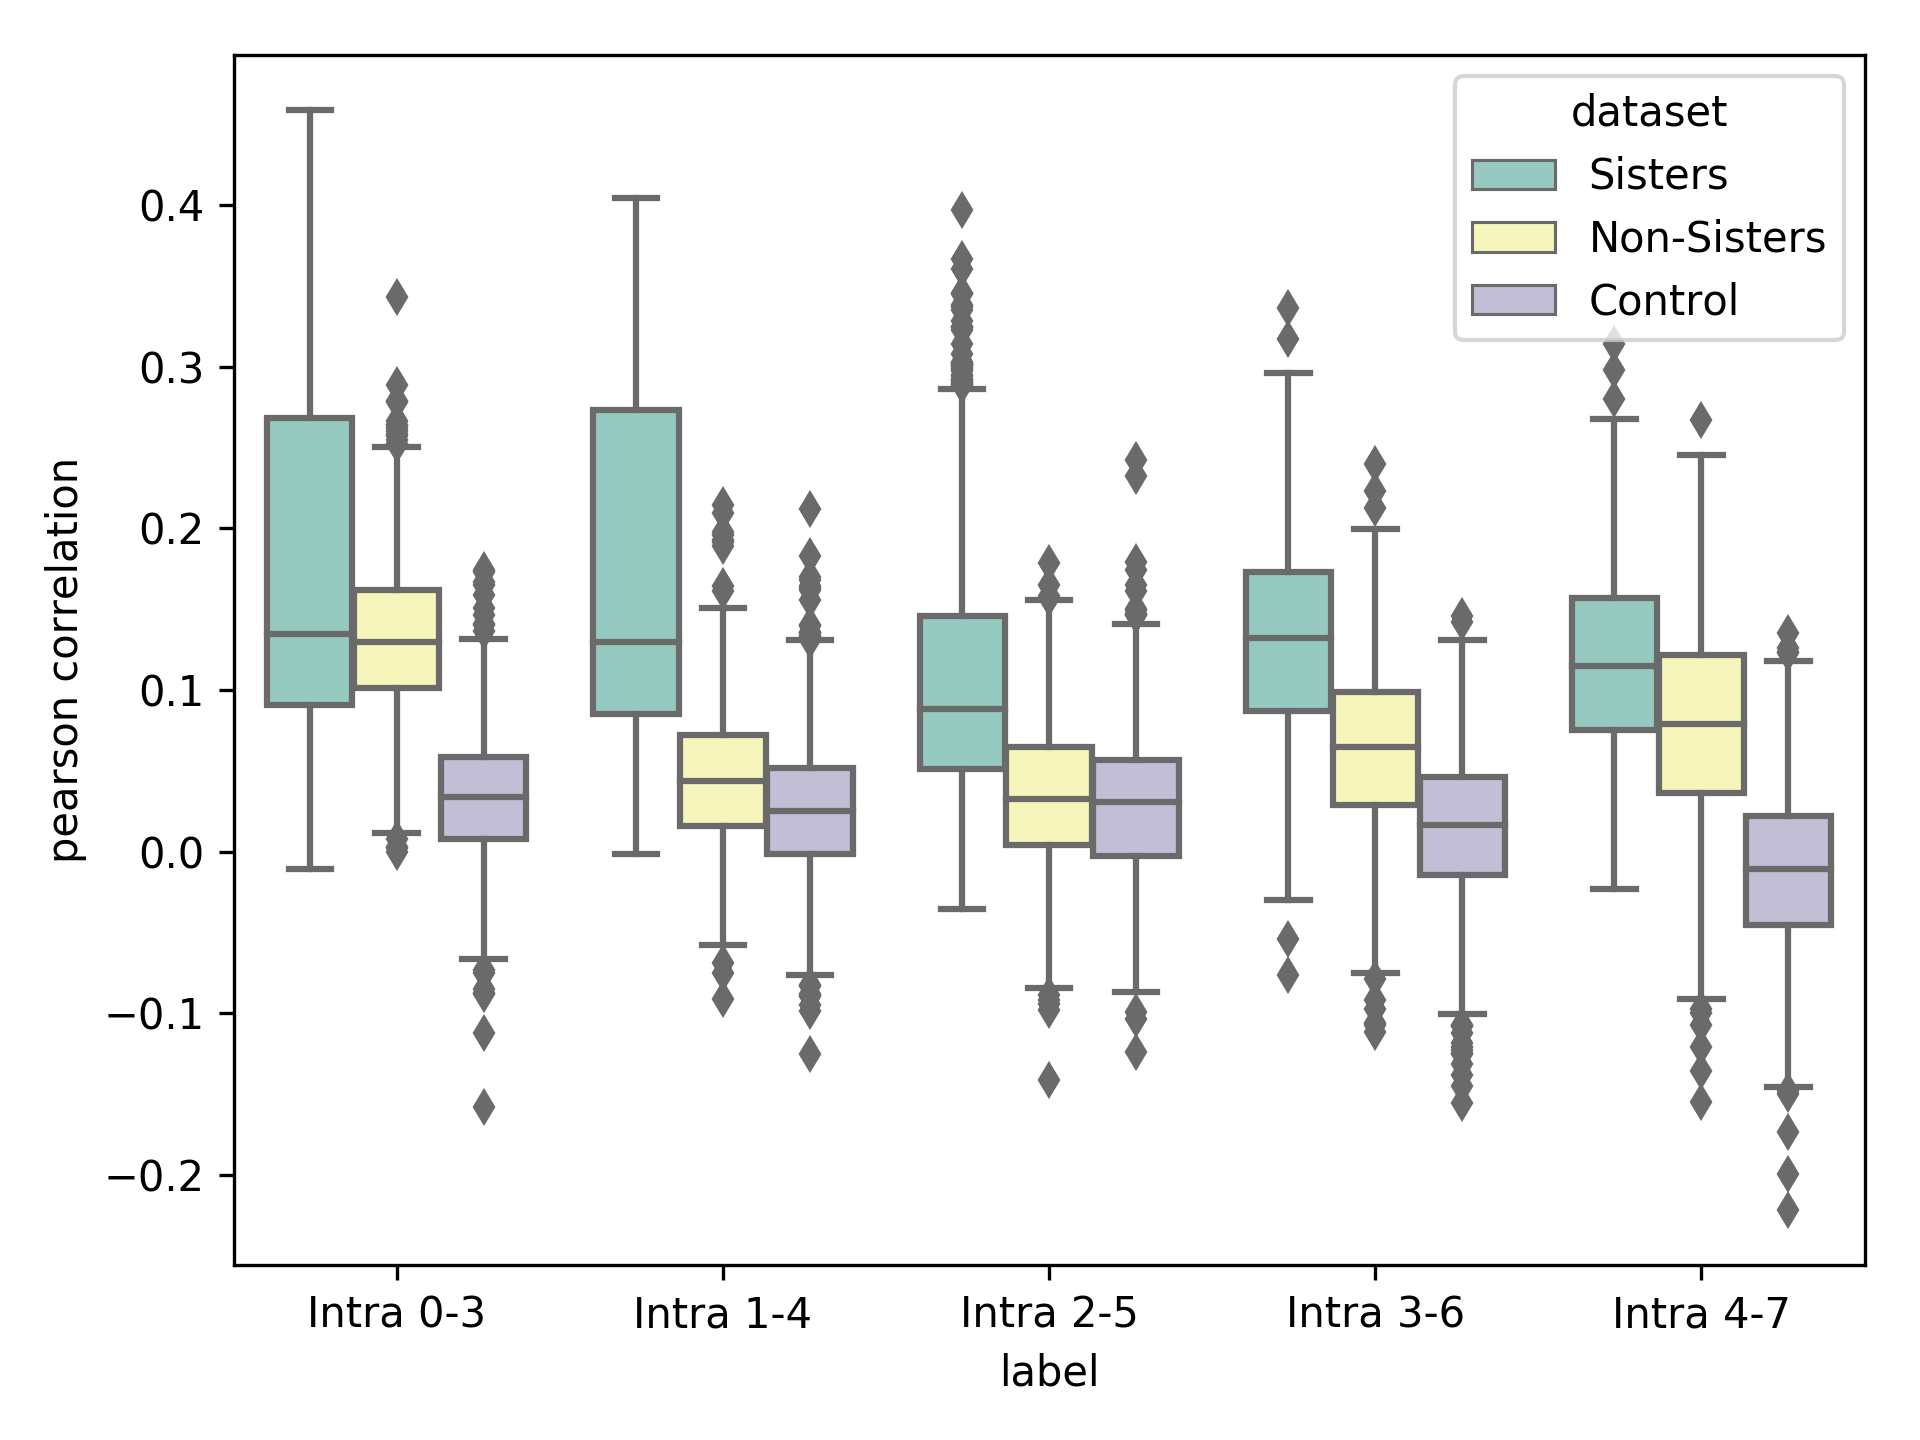 dataset
Sisters
Non-Sisters
Control
0.4
0.3
0.2
0.1
0.0
−0.1
−0.2
pearson correlation
Intra 0-3
Intra 1-4
Intra 2-5
Intra 3-6
Intra 4-7
label